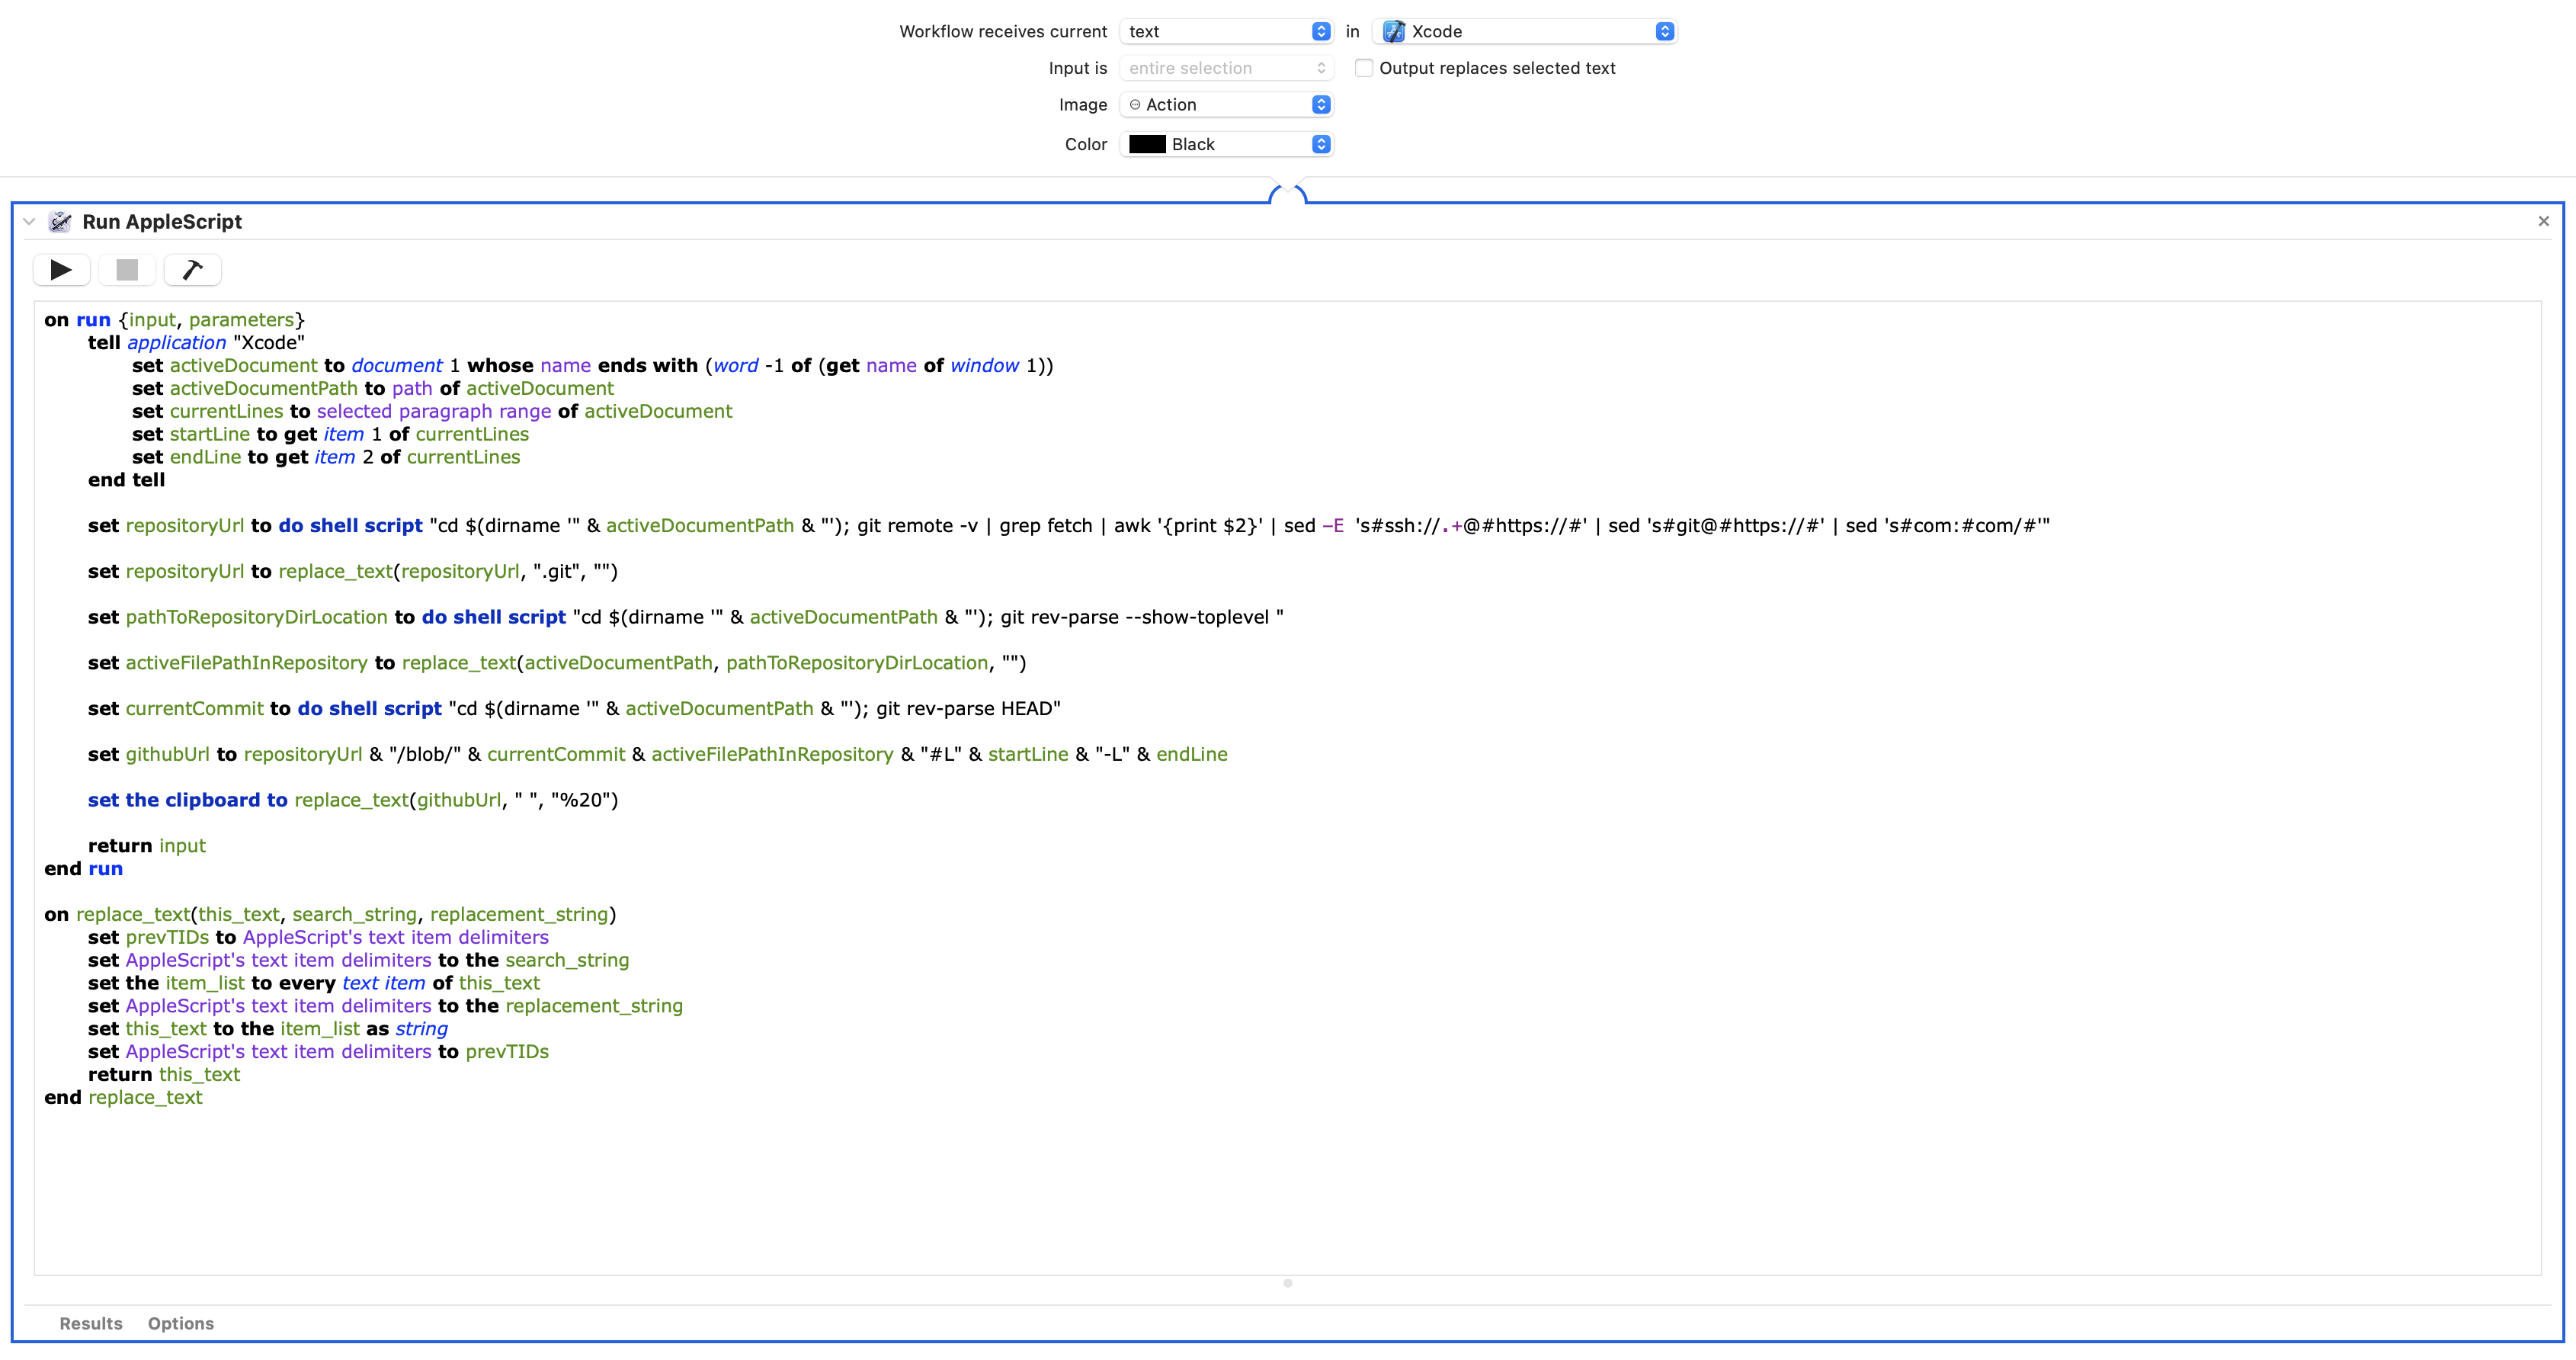 Workflow receives current text in Xcode
Input is entire selection Output replaces selected text
Image Action
Color Black
Run AppleScript
on run {input, parameters}
tell application "Xcode"
set activeDocument to document 1 whose name ends with (word -1 of (get name of window 1))
set activeDocumentPath to path of activeDocument
set currentLines to selected paragraph range of activeDocument
set startLine to get item 1 of currentLines
set endLine to get item 2 of currentLines
end tell
set repositoryUrl to do shell script "cd $(dirname '" & activeDocumentPath & "'); git remote -v | grep fetch | awk '{print $2}' | sed –E 's#ssh://.+@#https://#' | sed 's#git@#https://#' | sed 's#com:#com/#'"
set repositoryUrl to replace_text(repositoryUrl, ".git", "")
set pathToRepositoryDirLocation to do shell script "cd $(dirname '" & activeDocumentPath & "'); git rev-parse --show-toplevel "
set activeFilePathInRepository to replace_text(activeDocumentPath, pathToRepositoryDirLocation, "")
set currentCommit to do shell script "cd $(dirname '" & activeDocumentPath & "'); git rev-parse HEAD"
set githubUrl to repositoryUrl & "/blob/" & currentCommit & activeFilePathInRepository & "#L" & startLine & "-L" & endLine
set the clipboard to replace_text(githubUrl, " ", "%20")
return input
end run
on replace_text(this_text, search_string, replacement_string)
set prevTIDs to AppleScript's text item delimiters
set AppleScript's text item delimiters to the search_string
set the item_list to every text item of this_text
set AppleScript's text item delimiters to the replacement_string
set this_text to the item_list as string
set AppleScript's text item delimiters to prevTIDs
return this_text
end replace_text
Results Options